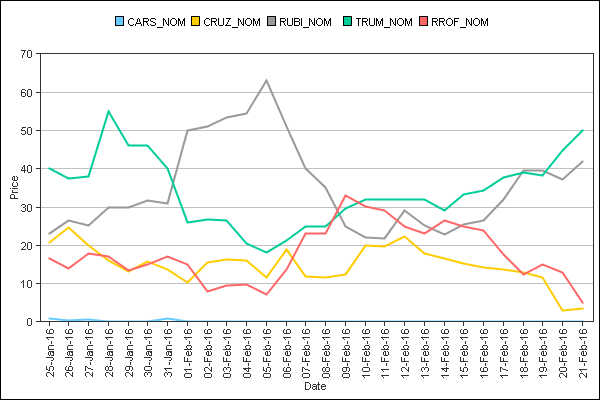 CARS_NOM CRUZ_NOM RUBI_NOM TRUM_NOM RROF_NOM
70
60
50
40
30
20
10
0
Price
25-Jan-16 26-Jan-16 27-Jan-16 28-Jan-16 29-Jan-16 30-Jan-16 31-Jan-16 01-Feb-16 02-Feb-16 03-Feb-16 04-Feb-16 05-Feb-16 06-Feb-16 07-Feb-16 08-Feb-16 09-Feb-16 10-Feb-16 11-Feb-16 12-Feb-16 13-Feb-16 14-Feb-16 15-Feb-16 16-Feb-16 17-Feb-16 18-Feb-16 19-Feb-16 20-Feb-16 21-Feb-16
Date